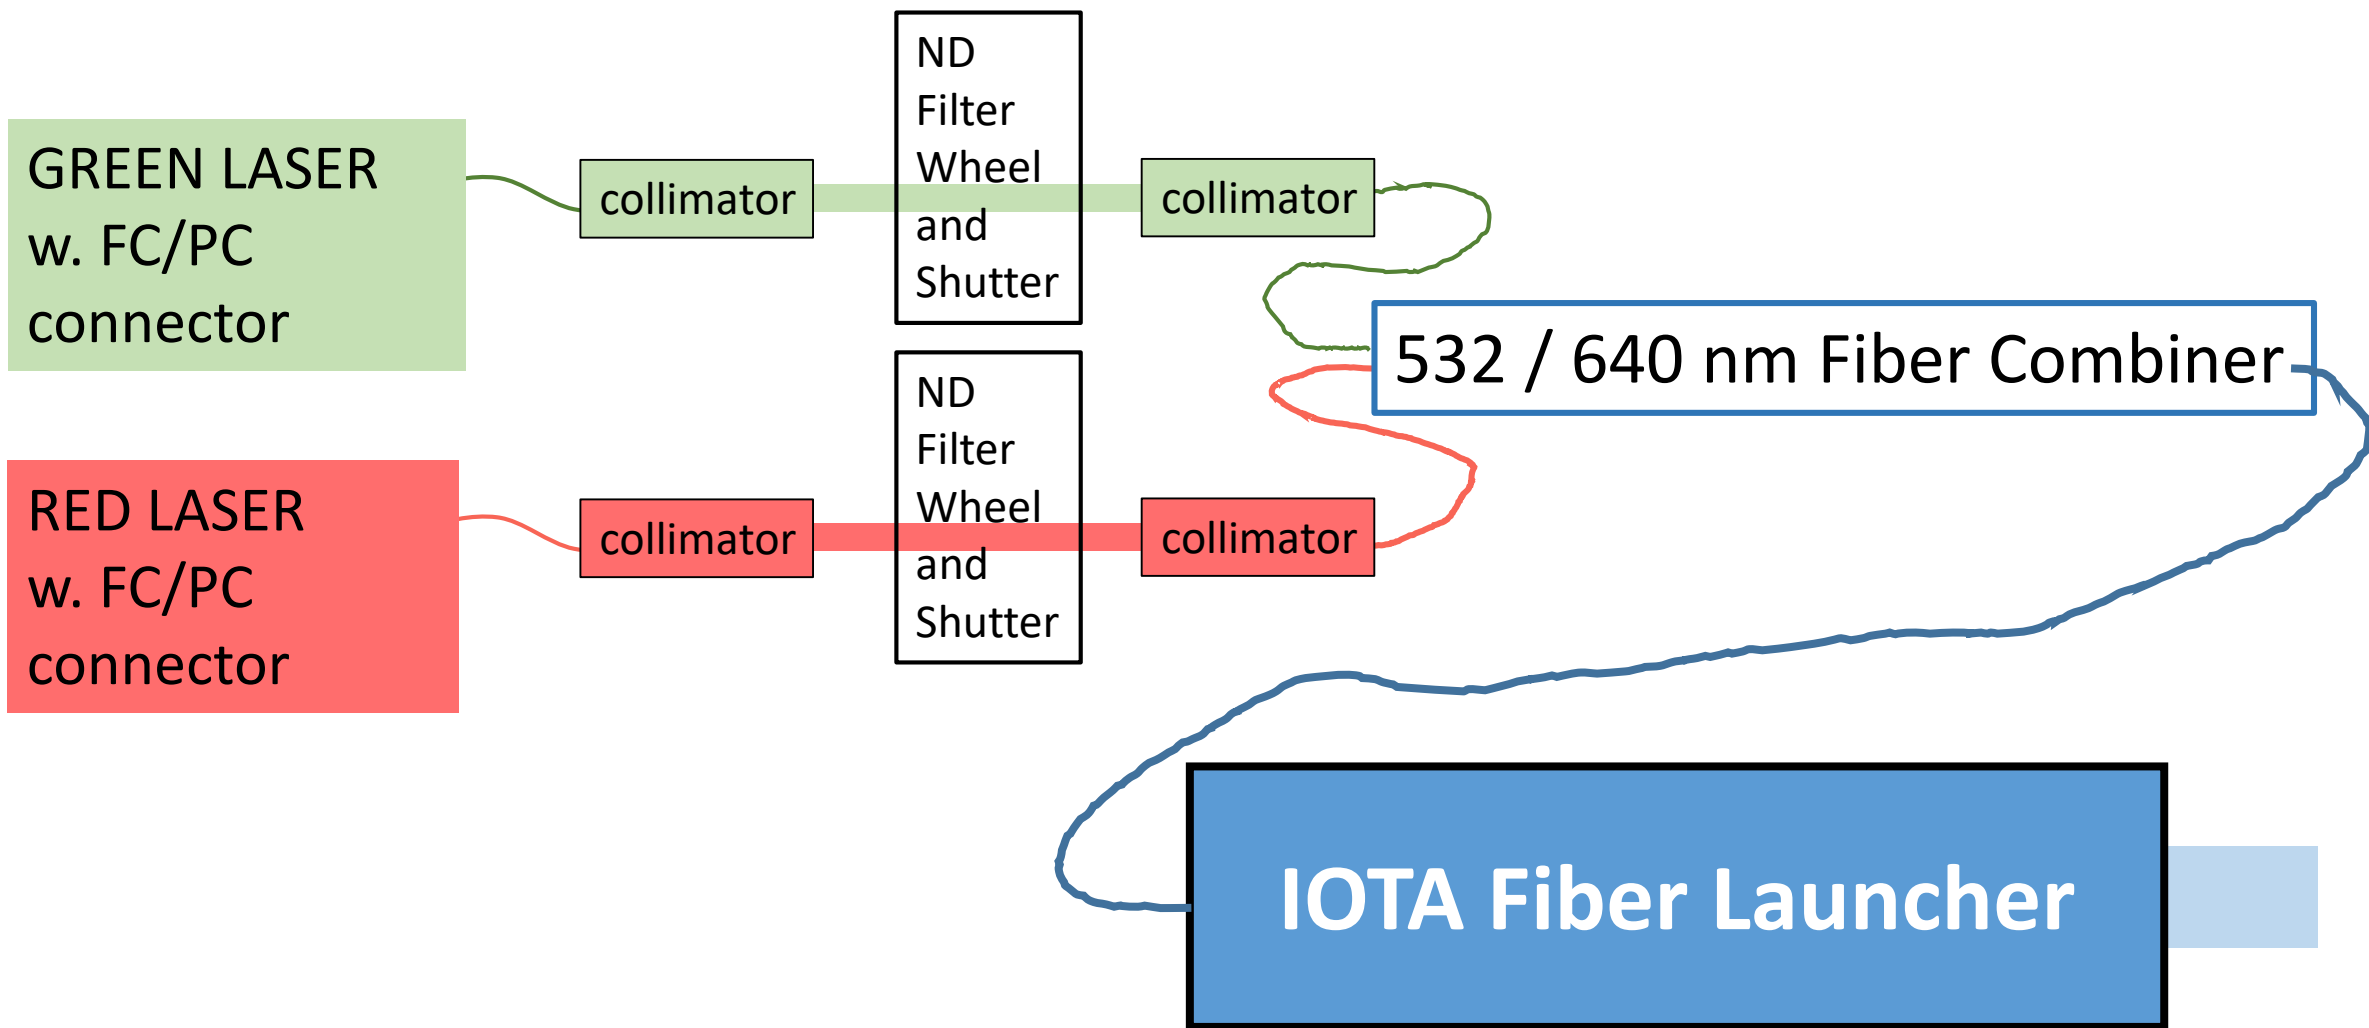 GREEN LASER
w. FC/PC
connector
collimator
ND
Filter
Wheel
and
Shutter
collimator
532 / 640 nm Fiber Combiner
RED LASER
w. FC/PC
connector
collimator
ND
Filter
Wheel
and
Shutter
collimator
IOTA Fiber Launcher